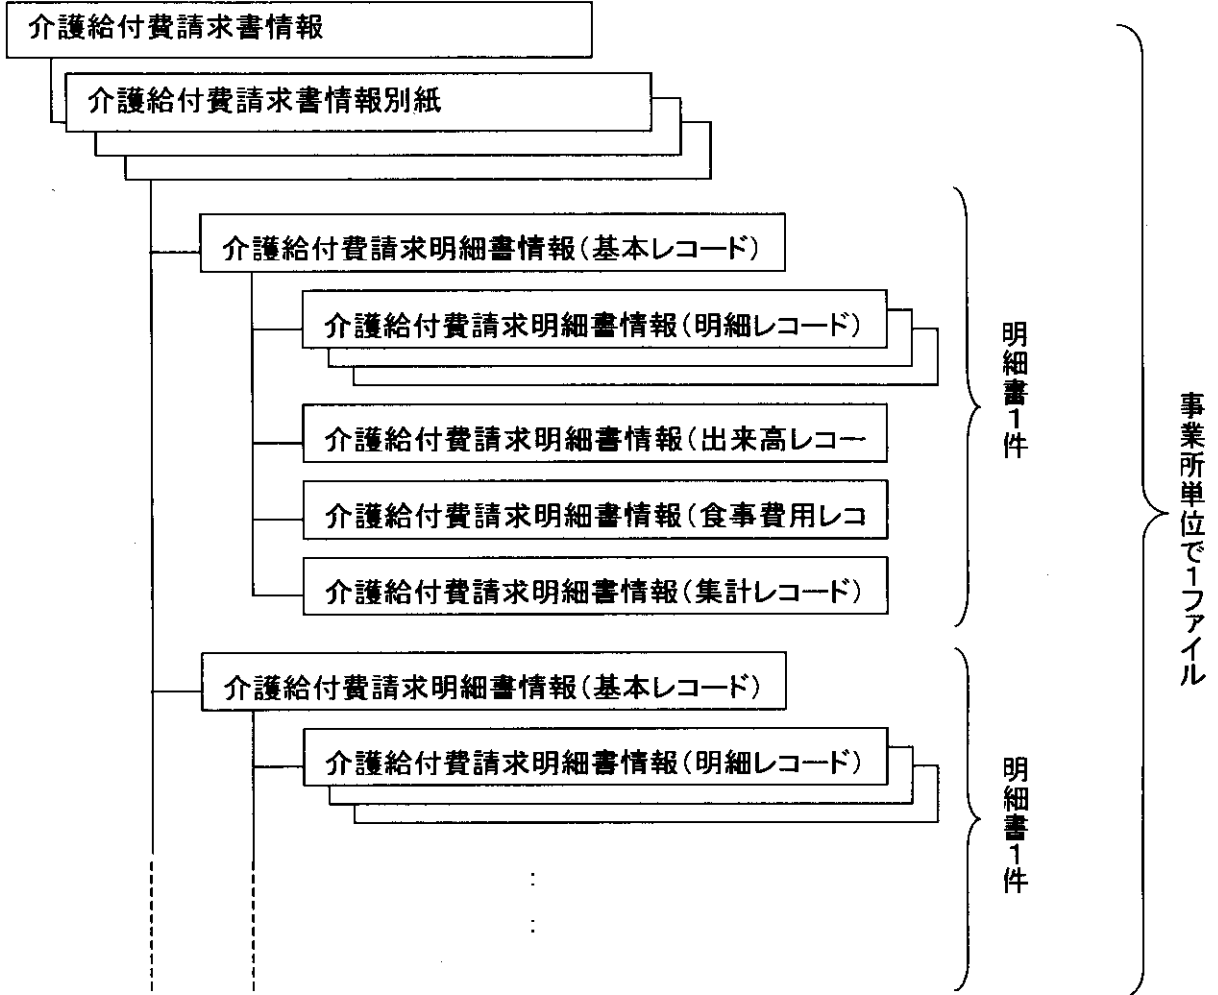 介護給付費請求書情報
介護給付費請求書情報別紙
介護給付費請求明細書情報(基本レコード)
介護給付費請求明細書情報(明細レコード)
介護給付費請求明細書情報(出来高レコー
介護給付費請求明細書情報(食事費用レコ
介護給付費請求明細書情報(集計レコード)
明細書1件
介護給付費請求明細書情報(基本レコード)
介護給付費請求明細書情報(明細レコード)
:
:
明細書1件
事業所単位で1ファイル